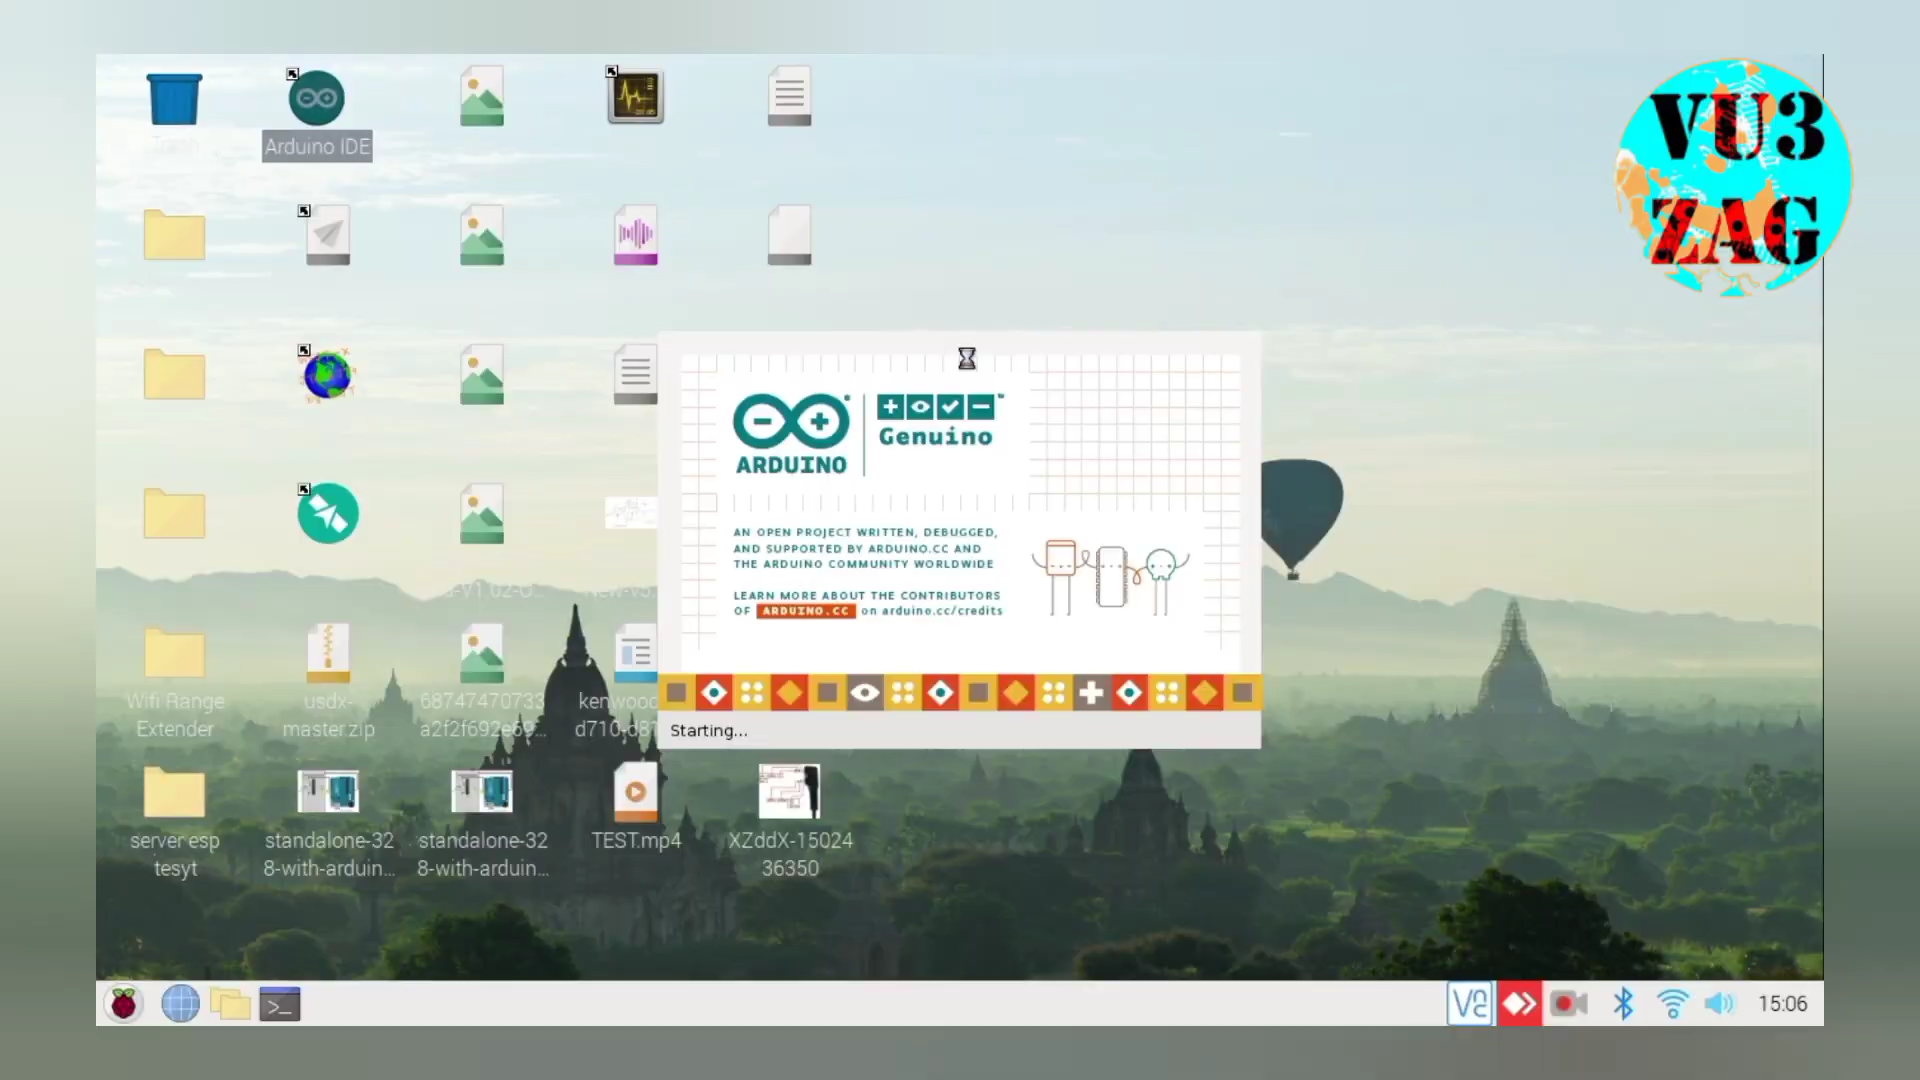 VU3
ZAG
Arduino IDE
ARDUINO
Genuino
AN OPEN PROJECT WRITTEN, DEBUGGED,
AND SUPPORTED BY ARDUINO.CC AND
THE ARDUINO COMMUNITY WORLDWIDE
LEARN MORE ABOUT THE CONTRIBUTORS
OF ARDUINO.CC on arduino.cc/credits
Starting...
Wifi Range
Extender
usdx-
master.zip
68747470733
a2f2f692e69...
kenwood
server esp
tesyt
standalone-32
8-with-arduin...
standalone-32
8-with-arduin...
TEST.mp4
XZddX-15024
36350
15:06